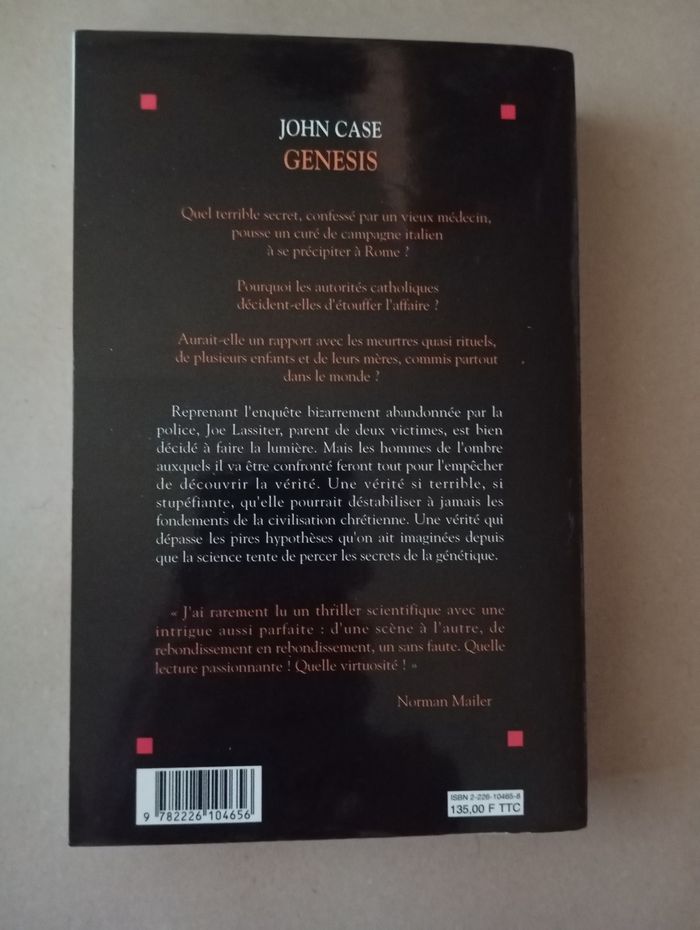 JOHN CASE
GENESIS
Quel terrible secret, confessé par un vieux médecin,
pousse un curé de campagne italien
à se précipiter à Rome ?
Pourquoi les autorités catholiques
décident-elles d'étouffer l'affaire ?
Aurait-elle un rapport avec les meurtres quasi rituels,
de plusieurs enfants et de leurs mères, commis partout
dans le monde ?
Reprenant l'enquête bizarrement abandonnée par la
police, Joe Lassiter, parent de deux victimes, est bien
décidé à faire la lumière. Mais les hommes de l'ombre
auxquels il va être confronté feront tout pour l'empêcher
de découvrir la vérité. Une vérité si terrible, si
stupéfiante, qu'elle pourrait déstabiliser à jamais les
fondements de la civilisation chrétienne. Une vérité qui
dépasse les pires hypothèses qu'on ait imaginées depuis
que la science tente de percer les secrets de la génétique.
« J'ai rarement lu un thriller scientifique avec une
intrigue aussi parfaite : d'une scène à l'autre, de
rebondissement en rebondissement, un sans faute. Quelle
lecture passionnante ! Quelle virtuosité ! »
Norman Mailer
9 782226 104656
ISBN 2-226-10465-8
135,00 F TTC